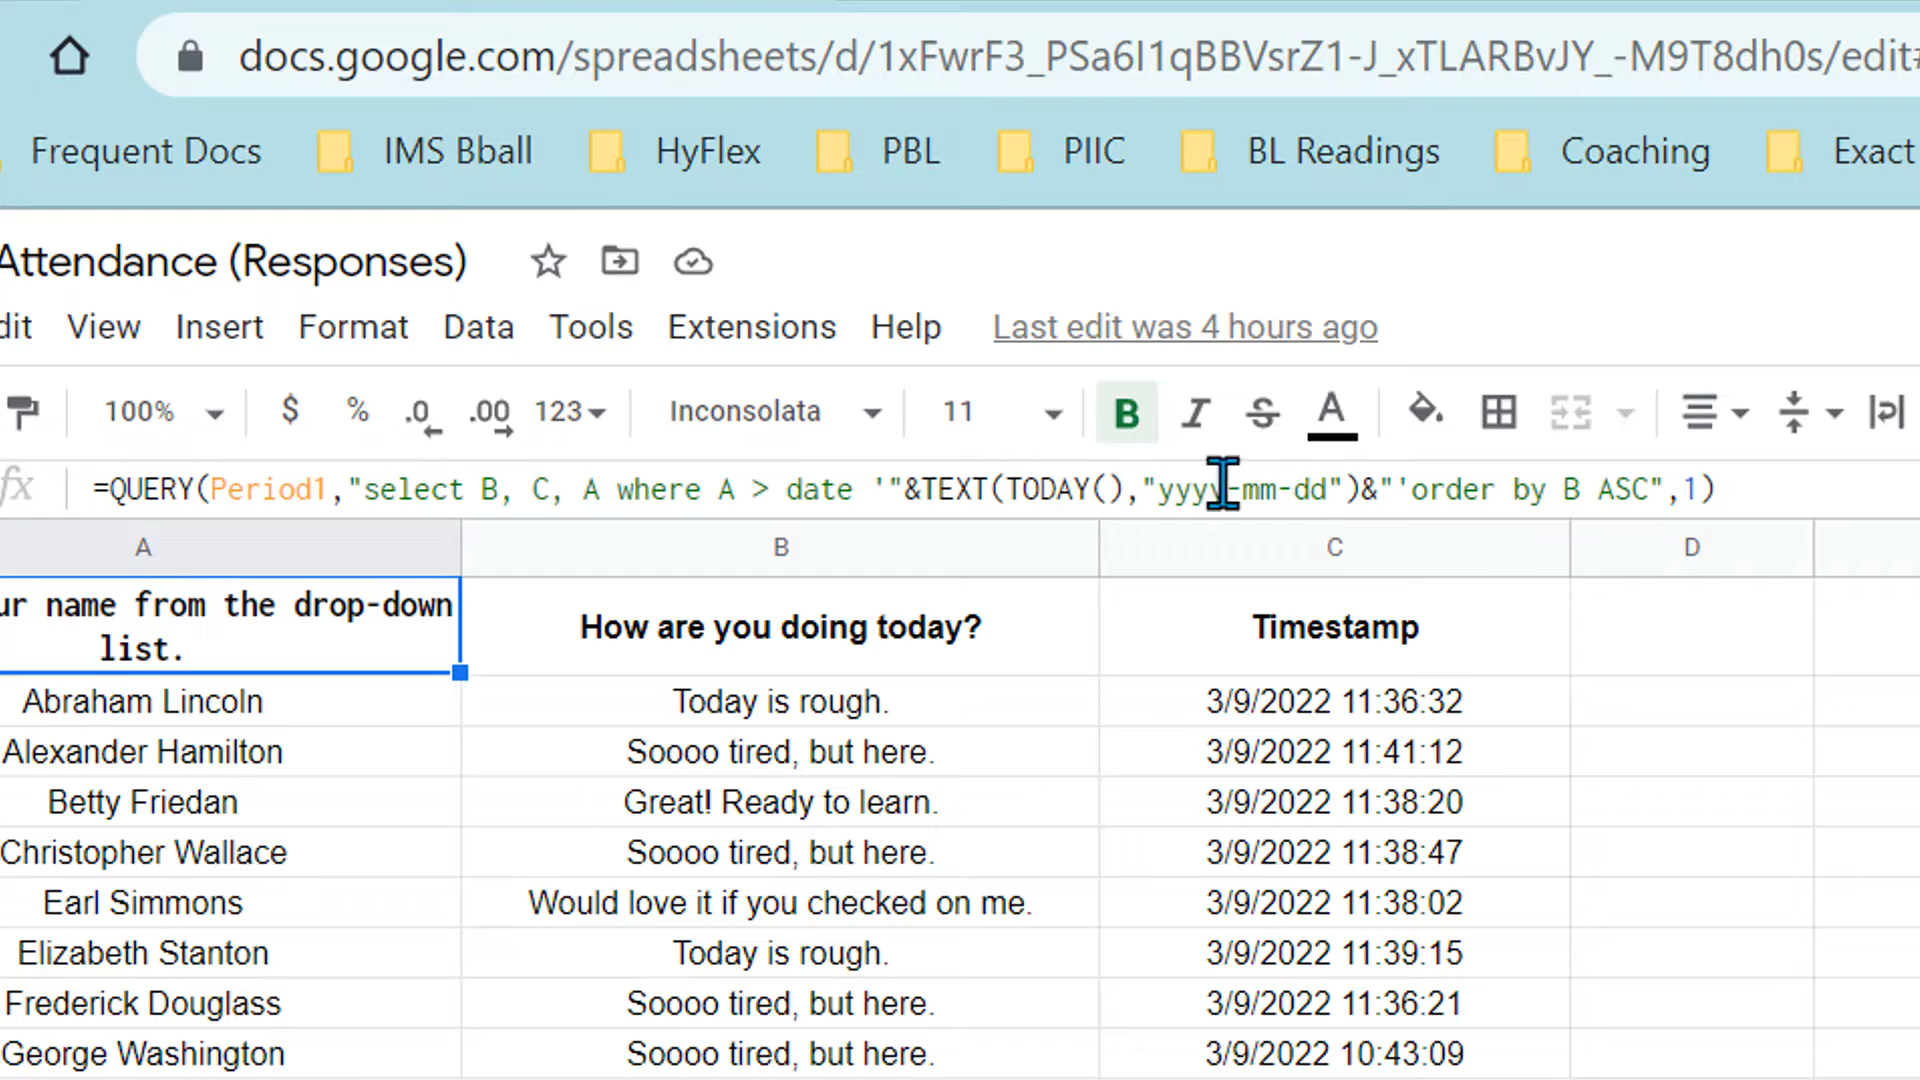 docs.google.com/spreadsheets/d/1xFwrF3_PSa6I1qBBVsrZ1-J_xTLARBvJY_-M9T8dh0s/edit#
Frequent Docs IMS Bball HyFlex PBL PIIC BL Readings Coaching Exact
Attendance (Responses)
dit View Insert Format Data Tools Extensions Help Last edit was 4 hours ago
100% $ % .0 .00 123 Inconsolata 11 B I S A
fx =QUERY(Period1,"select B, C, A where A > date '"&TEXT(TODAY(),"yyyy-mm-dd")&"'order by B ASC",1)
A B C D
ur name from the drop-down
list.
How are you doing today? Timestamp
Abraham Lincoln Today is rough. 3/9/2022 11:36:32
Alexander Hamilton Soooo tired, but here. 3/9/2022 11:41:12
Betty Friedan Great! Ready to learn. 3/9/2022 11:38:20
Christopher Wallace Soooo tired, but here. 3/9/2022 11:38:47
Earl Simmons Would love it if you checked on me. 3/9/2022 11:38:02
Elizabeth Stanton Today is rough. 3/9/2022 11:39:15
Frederick Douglass Soooo tired, but here. 3/9/2022 11:36:21
George Washington Soooo tired, but here. 3/9/2022 10:43:09